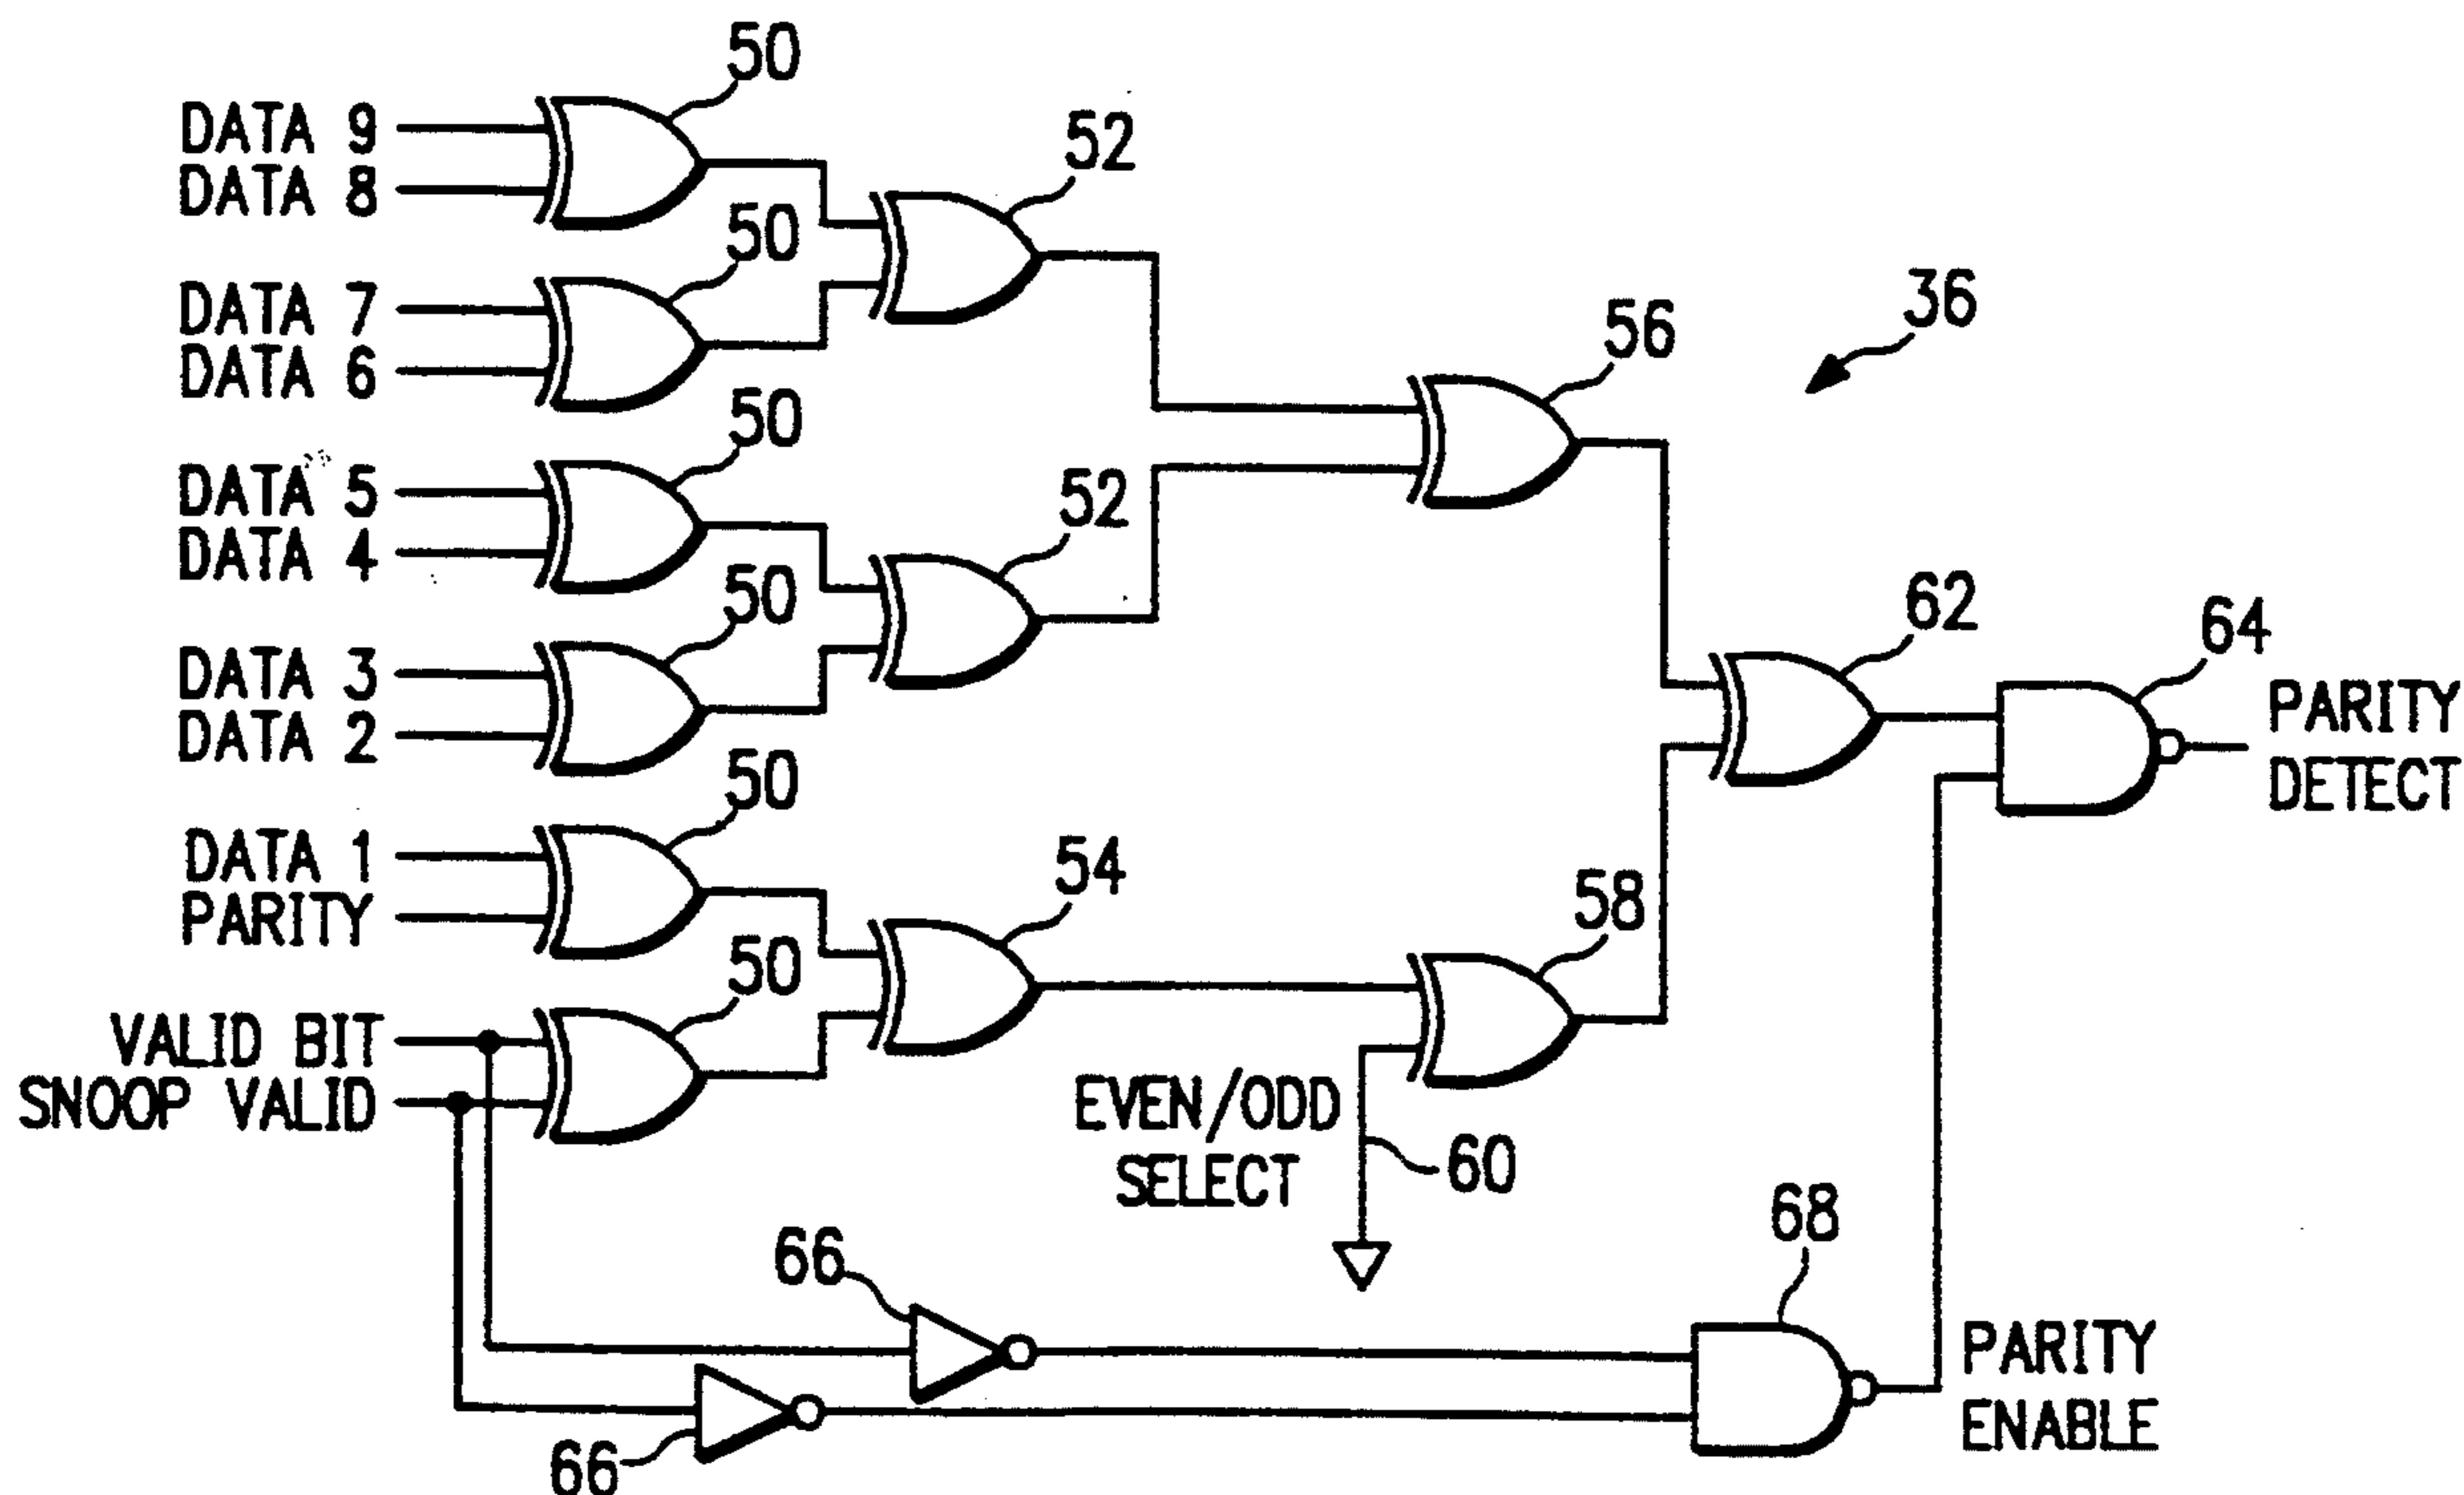 50
DATA 9
DATA 8
52
50
DATA 7
DATA 6
36
56
50
DATA 5
DATA 4
52
50
DATA 3
DATA 2
62
64
PARITY
DETECT
50
DATA 1
PARITY
54
58
50
VALID BIT
SNOOP VALID
EVEN/ODD
SELECT
60
66
68
PARITY
ENABLE
66